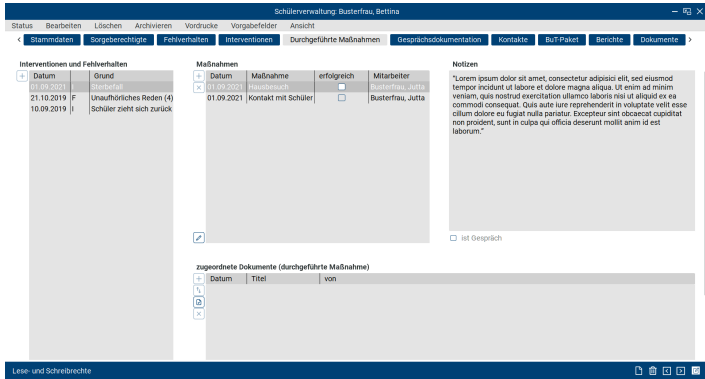 Schülerverwaltung: Busterfrau, Bettina
Status Bearbeiten Löschen Archivieren Vordrucke Vorgabefelder Ansicht
Stammdaten Sorgeberechtigte Fehlverhalten Interventionen Durchgeführte Maßnahmen Gesprächsdokumentation Kontakte BuT-Paket Berichte Dokumente
Interventionen und Fehlverhalten
Datum Grund
01.09.2021 I Sterbefall
21.10.2019 F Unaufhörliches Reden (4)
10.09.2019 I Schüler zieht sich zurück
Maßnahmen
Datum Maßnahme erfolgreich Mitarbeiter
01.09.2021 Hausbesuch Busterfrau, Jutta
01.09.2021 Kontakt mit Schüler Busterfrau, Jutta
Notizen
"Lorem ipsum dolor sit amet, consectetur adipisici elit, sed eiusmod
tempor incidunt ut labore et dolore magna aliqua. Ut enim ad minim
veniam, quis nostrud exercitation ullamco laboris nisi ut aliquid ex ea
commodi consequat. Quis aute iure reprehenderit in voluptate velit esse
cillum dolore eu fugiat nulla pariatur. Excepteur sint obcaecat cupiditat
non proident, sunt in culpa qui officia deserunt mollit anim id est
laborum."
ist Gespräch
zugeordnete Dokumente (durchgeführte Maßnahme)
Datum Titel von
Lese- und Schreibrechte